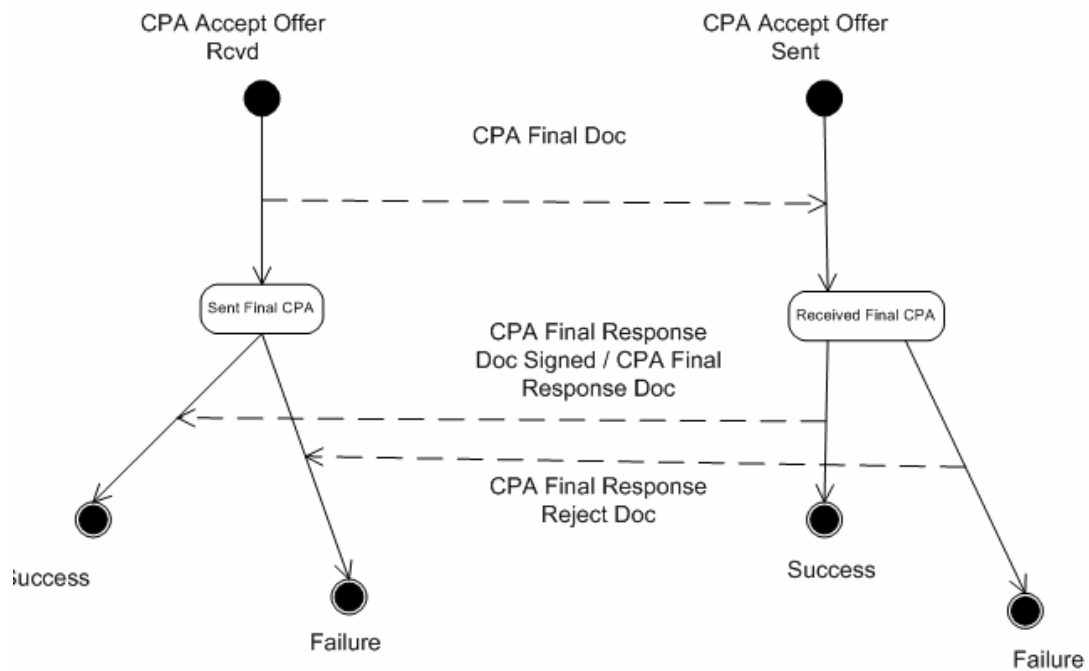 CPA Accept Offer
Rcvd
CPA Accept Offer
Sent
CPA Final Doc
Sent Final CPA
Received Final CPA
CPA Final Response
Doc Signed / CPA Final
Response Doc
CPA Final Response
Reject Doc
Success
Success
Failure
Failure